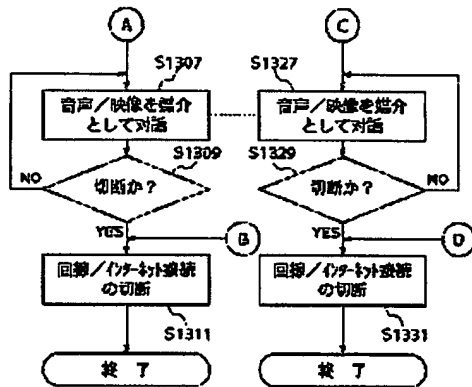 A
C
S1307
S1327
音声／映像を媒介
として対話
音声／映像を媒介
として対話
S1309
S1329
NO
切断か？
切断か？
NO
YES
B
YES
D
回線／インターネット接続
の切断
回線／インターネット接続
の切断
S1311
S1331
終 了
終 了